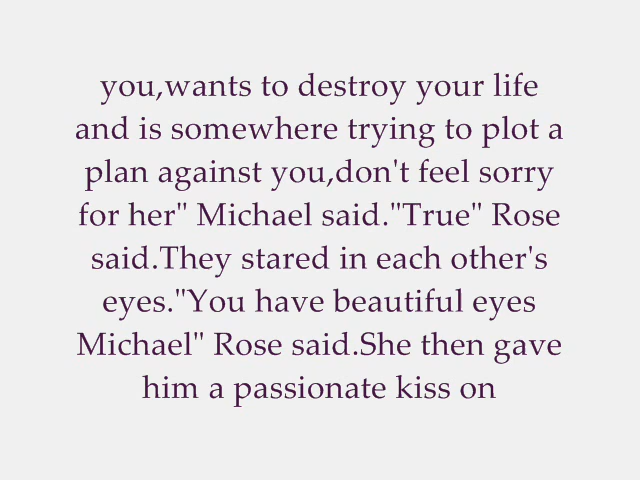 you,wants to destroy your life
and is somewhere trying to plot a
plan against you,don't feel sorry
for her" Michael said."True" Rose
said.They stared in each other's
eyes."You have beautiful eyes
Michael" Rose said.She then gave
him a passionate kiss on